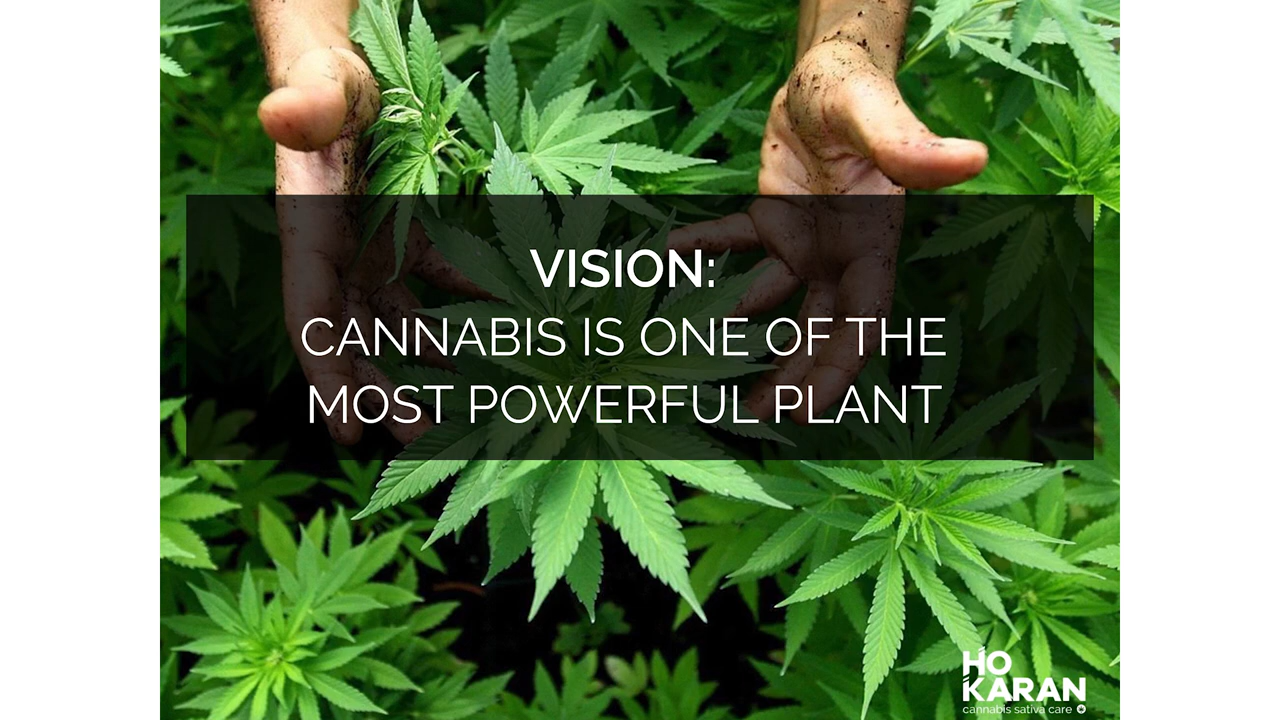 VISION:
CANNABIS IS ONE OF THE
MOST POWERFUL PLANT
HO
KARAN
cannabis sativa care